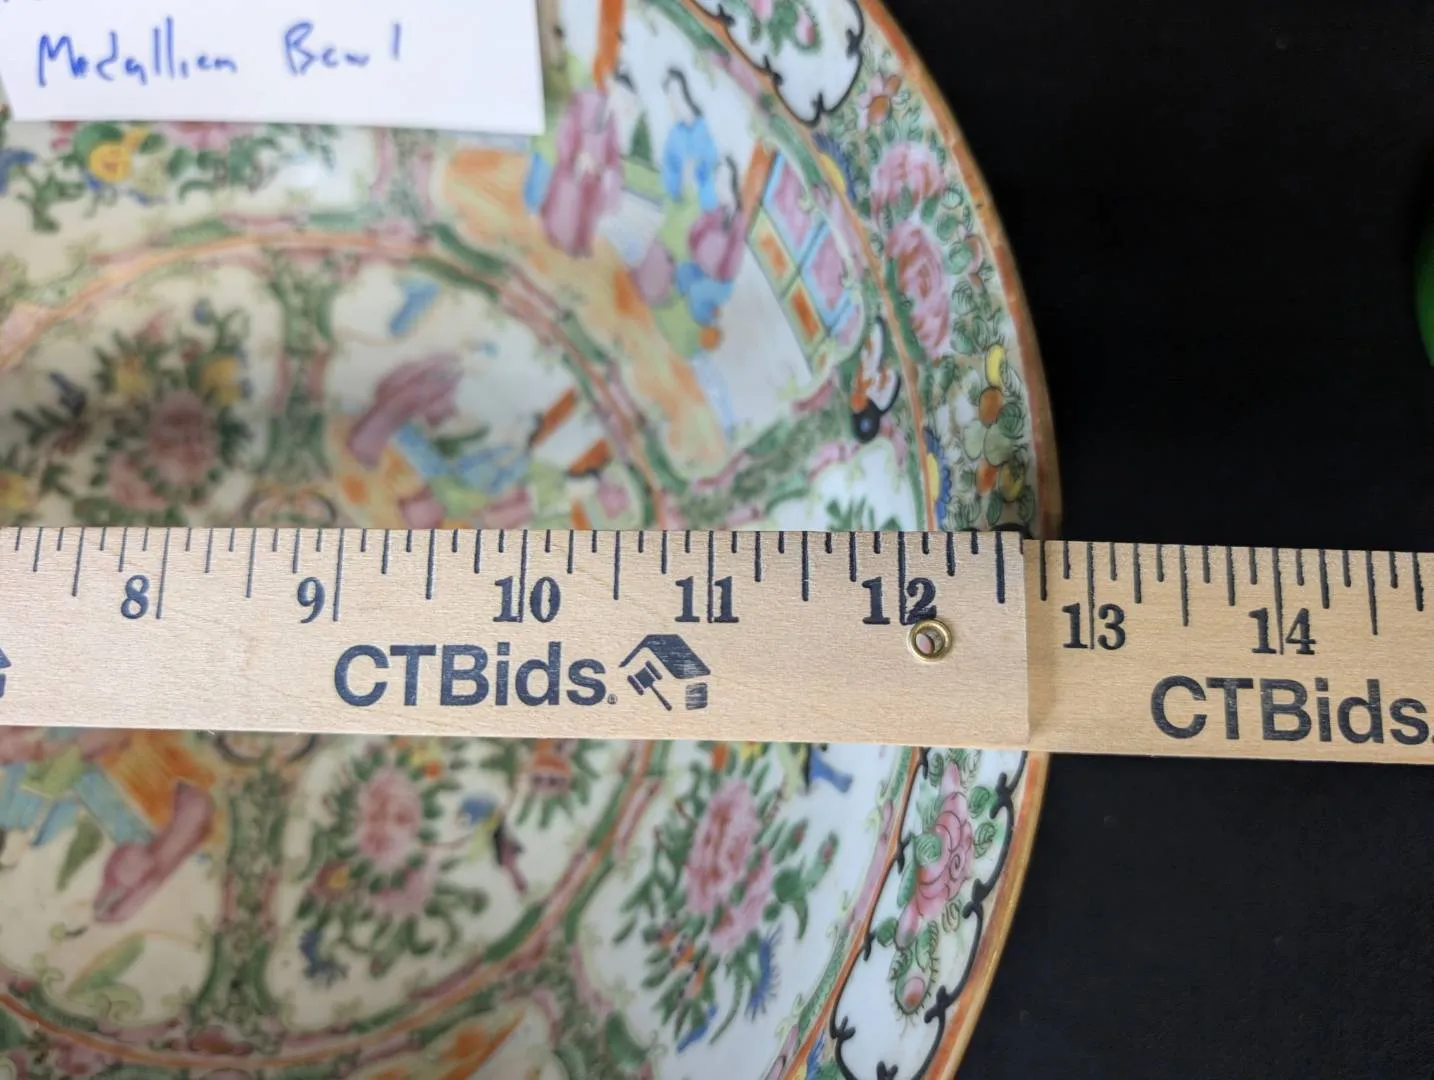 Medallion Bowl
8 9 10 11 12 13 14
CTBids® CTBids.